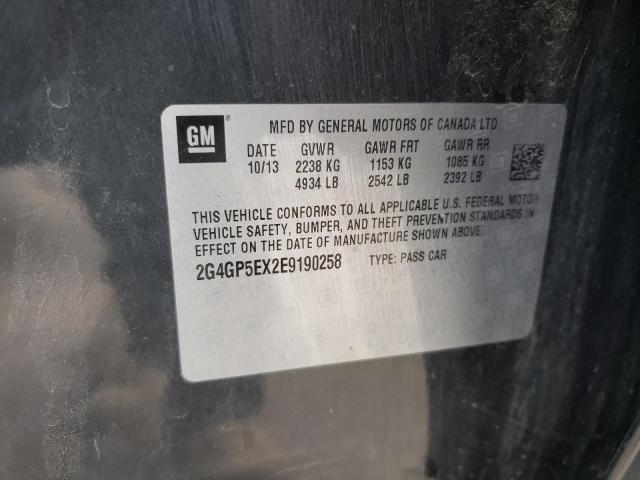 GM®
MFD BY GENERAL MOTORS OF CANADA LTD.
DATE GVWR GAWR FRT GAWR RR
10/13 2238 KG 1153 KG 1085 KG
4934 LB 2542 LB 2392 LB
THIS VEHICLE CONFORMS TO ALL APPLICABLE U.S. FEDERAL MOTOR
VEHICLE SAFETY, BUMPER, AND THEFT PREVENTION STANDARDS IN
EFFECT ON THE DATE OF MANUFACTURE SHOWN ABOVE.
2G4GP5EX2E9190258 TYPE: PASS CAR